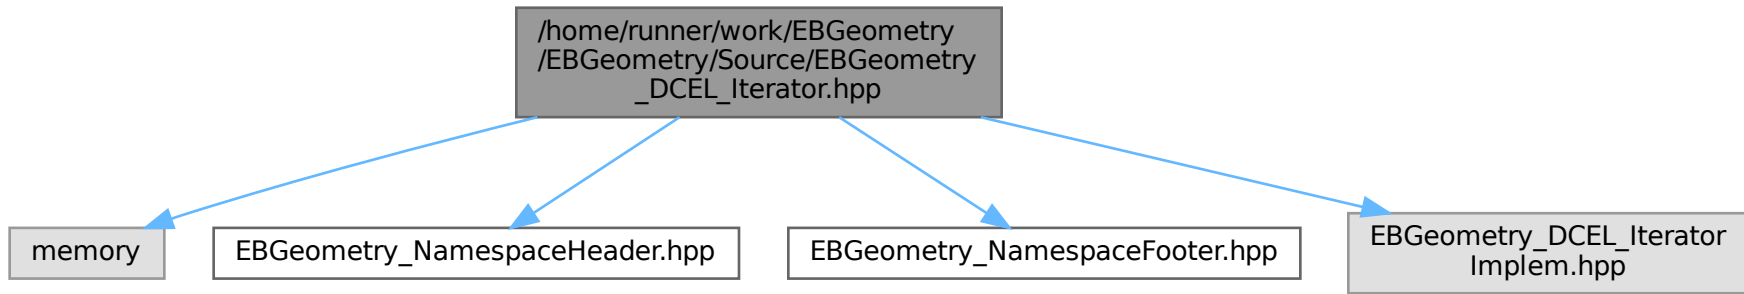 /home/runner/work/EBGeometry
/EBGeometry/Source/EBGeometry
_DCEL_Iterator.hpp
memory
EBGeometry_NamespaceHeader.hpp
EBGeometry_NamespaceFooter.hpp
EBGeometry_DCEL_Iterator
Implem.hpp